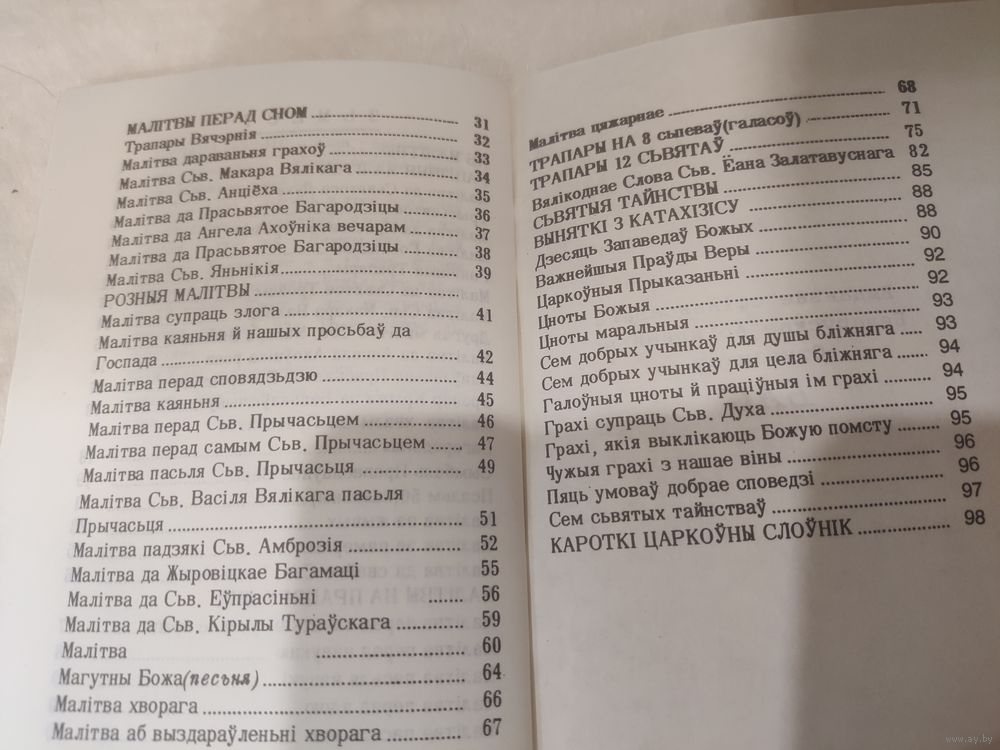 МАЛІТВЫ ПЕРАД СНОМ ........ 31
Трапары Вячэрнія ........ 32
Малітва дараваньня грахоў ........ 33
Малітва Сьв. Макара Вялікага ........ 34
Малітва Сьв. Анціёха ........ 35
Малітва да Прасьвятое Багародзіцы ........ 36
Малітва да Ангела Ахоўніка вечарам ........ 37
Малітва да Прасьвятое Багародзіцы ........ 38
Малітва Сьв. Яньнікія ........ 39
РОЗНЫЯ МАЛІТВЫ ........
Малітва супраць злога ........ 41
Малітва каяньня й нашых просьбаў да
Госпада ........ 42
Малітва перад сповядзьдзю ........ 44
Малітва каяньня ........ 45
Малітва перад Сьв. Прычасьцем ........ 46
Малітва перад самым Сьв. Прычасьцем ...... 47
Малітва пасьля Сьв. Прычасьця ........ 49
Малітва Сьв. Васіля Вялікага пасьля
Прычасьця ........ 51
Малітва падзякі Сьв. Амброзія ........ 52
Малітва да Жыровіцкае Багамаці 55
Малітва да Сьв. Еўпрасіньні ....... 56
Малітва да Сьв. Кірылы Тураўскага ........ 59
Малітва ........ 60
Магутны Божа(песьня) ........ 64
Малітва хворага ........ 66
Малітва аб выздараўленьні хворага ........ 67
Малітва цяжарнае ........ 68
ТРАПАРЫ НА 8 сьпеваў(галасоў) ........ 71
ТРАПАРЫ 12 СЬВЯТАЎ ........ 75
Вялікоднае Слова Сьв. Ёана Залатавуснага 82
СЬВЯТЫЯ ТАЙНСТВЫ ........ 85
ВЫНЯТКІ З КАТАХІЗІСУ ........ 88
Дзесяць Запаведаў Божых ........ 88
Важнейшыя Праўды Веры ........ 90
Царкоўныя Прыказаньні ........ 92
Цноты Божыя ........ 92
Цноты маральныя ........ 93
Сем добрых учынкаў для душы бліжняга ...... 93
Сем добрых учынкаў для цела бліжняга ...... 94
Галоўныя цноты й праціўныя ім грахі ........ 94
Грахі супраць Сьв. Духа ........ 95
Грахі, якія выклікаюць Божую помсту ........ 95
Чужыя грахі з нашае віны ........ 96
Пяць умоваў добрае споведзі ........ 96
Сем сьвятых тайнстваў ........ 97
КАРОТКІ ЦАРКОЎНЫ СЛОЎНІК ........ 98
www.ay.by